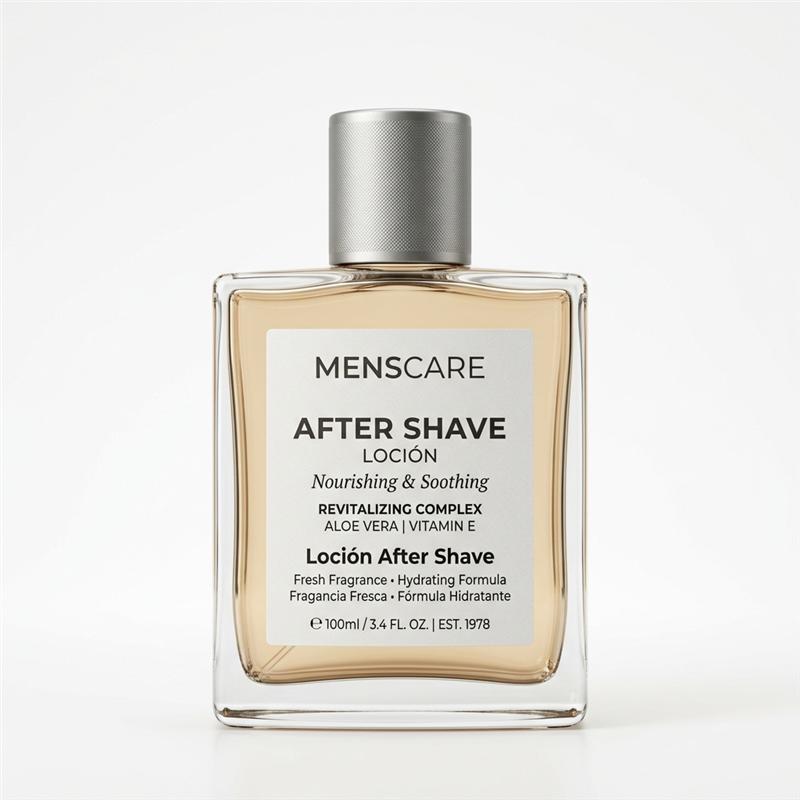 MENSCARE
AFTER SHAVE
LOCIÓN
Nourishing & Soothing
REVITALIZING COMPLEX
ALOE VERA | VITAMIN E
Loción After Shave
Fresh Fragrance • Hydrating Formula
Fragancia Fresca • Fórmula Hidratante
℮ 100ml / 3.4 FL. OZ. | EST. 1978